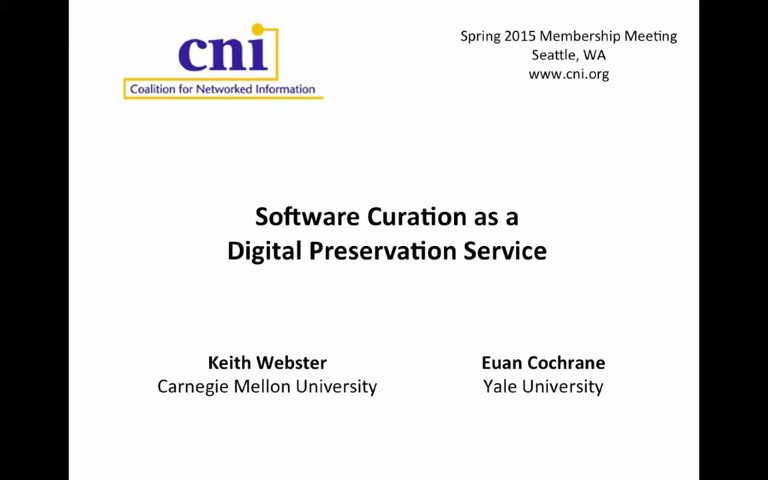 cni
Coalition for Networked Information
Spring 2015 Membership Meeting
Seattle, WA
www.cni.org
Software Curation as a
Digital Preservation Service
Keith Webster
Carnegie Mellon University
Euan Cochrane
Yale University